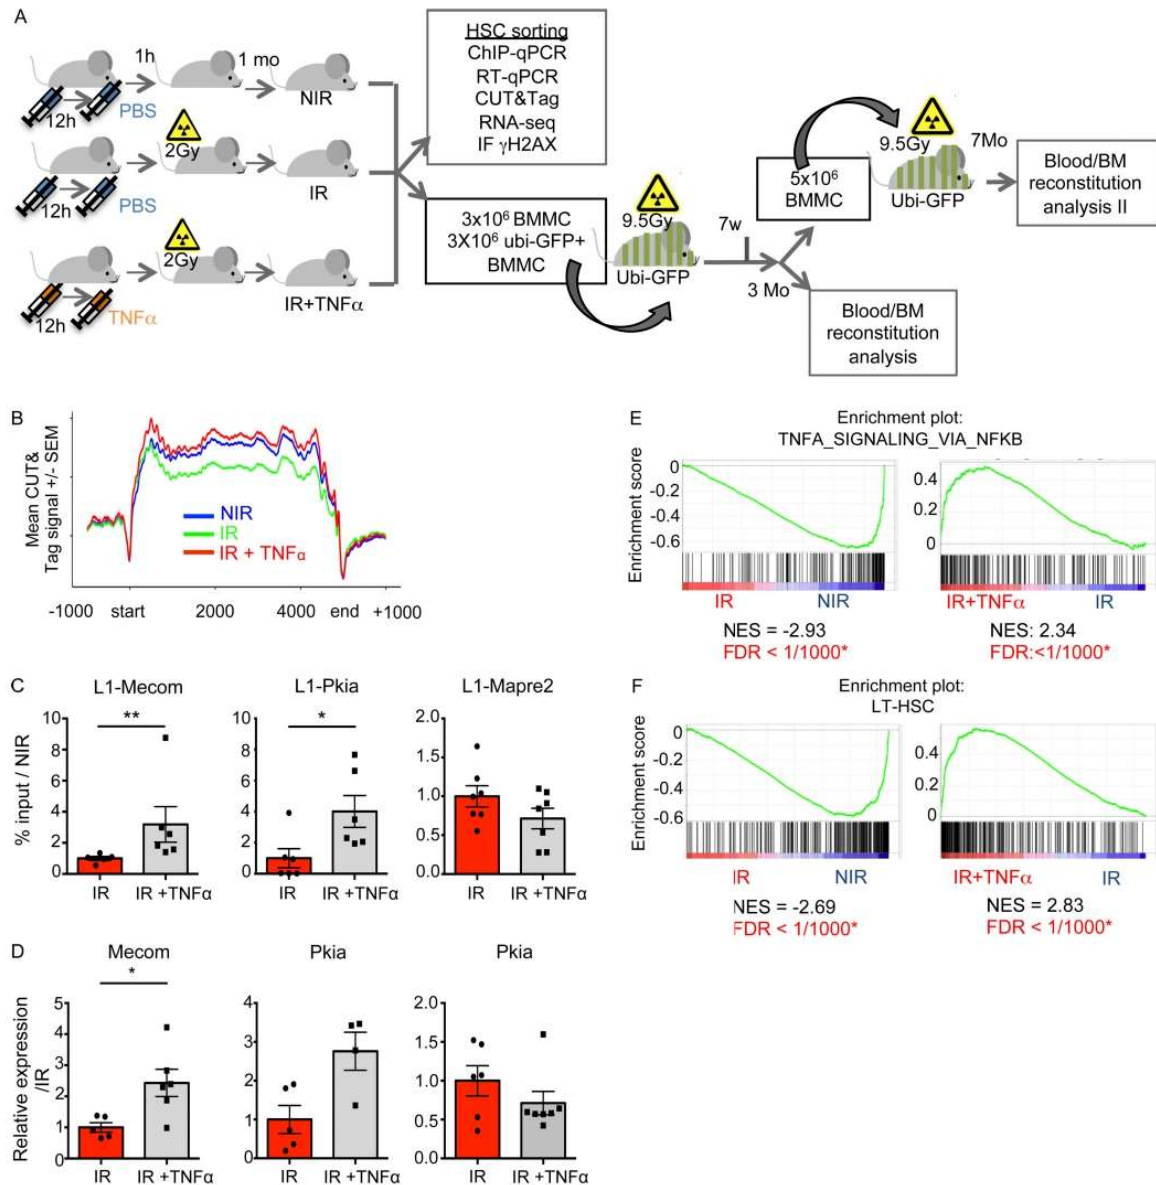 A
1h
1 mo
12h
PBS
NIR
2Gy
12h
PBS
IR
2Gy
12h
TNFα
IR+TNFα
HSC sorting
ChIP-qPCR
RT-qPCR
CUT&Tag
RNA-seq
IF γH2AX
3x10⁶ BMMC
3X10⁶ ubi-GFP+
BMMC
9.5Gy
Ubi-GFP
7w
3 Mo
5x10⁶
BMMC
9.5Gy
Ubi-GFP
7Mo
Blood/BM
reconstitution
analysis II
Blood/BM
reconstitution
analysis
B
Mean CUT&
Tag signal +/- SEM
NIR
IR
IR + TNFα
-1000 start 2000 4000 end +1000
C
L1-Mecom
% input / NIR
10
8
6
4
2
0
**
IR IR +TNFα
L1-Pkia
10
8
6
4
2
0
*
IR IR +TNFα
L1-Mapre2
2.0
1.5
1.0
0.5
0.0
IR IR +TNFα
D
Mecom
Relative expression
/IR
5
4
3
2
1
0
*
IR IR +TNFα
Pkia
4
3
2
1
0
IR IR +TNFα
Pkia
2.0
1.5
1.0
0.5
0.0
IR IR +TNFα
E
Enrichment plot:
TNFA_SIGNALING_VIA_NFKB
Enrichment score
0
-0.2
-0.4
-0.6
IR NIR
NES = -2.93
FDR < 1/1000*
0.4
0.2
0
IR+TNFα IR
NES: 2.34
FDR:<1/1000*
F
Enrichment plot:
LT-HSC
Enrichment score
0
-0.2
-0.4
-0.6
IR NIR
NES = -2.69
FDR < 1/1000*
0.4
0.2
0
IR+TNFα IR
NES = 2.83
FDR < 1/1000*